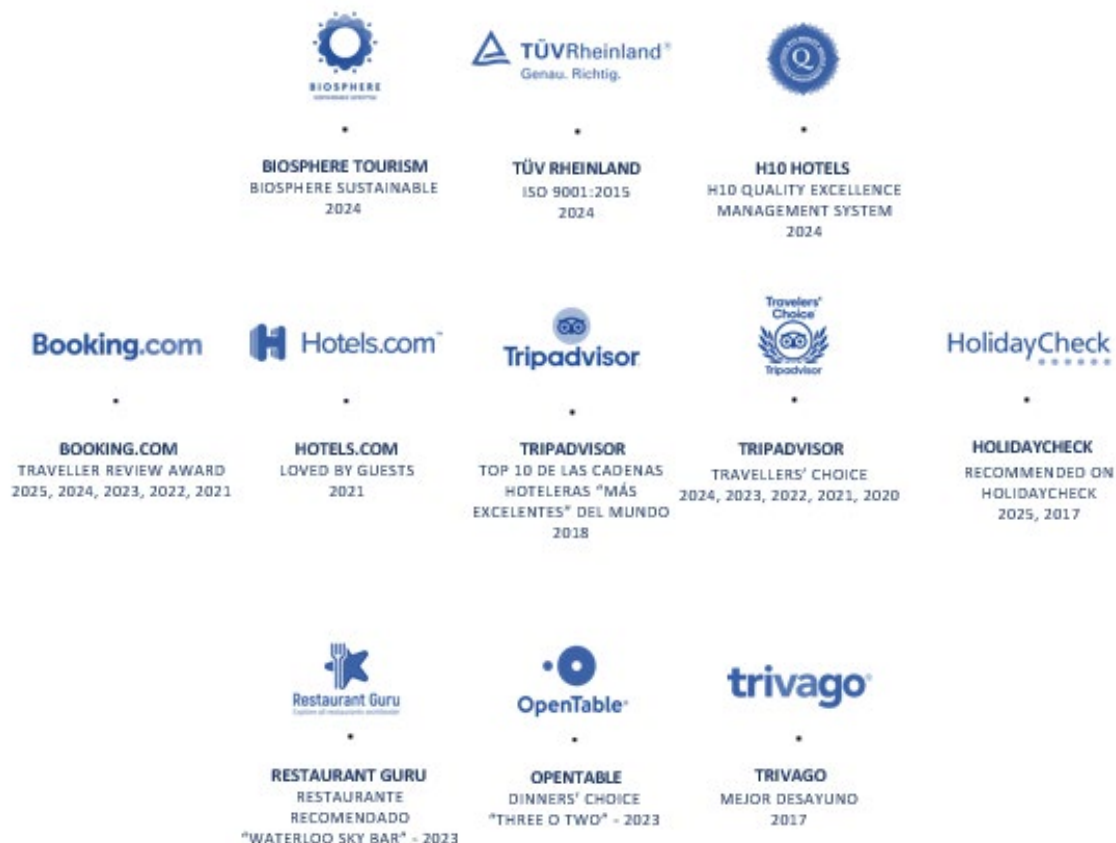 BIOSPHERE
TÜVRheinland®
Genau. Richtig.
Q
BIOSPHERE TOURISM
BIOSPHERE SUSTAINABLE
2024
TÜV RHEINLAND
ISO 9001:2015
2024
H10 HOTELS
H10 QUALITY EXCELLENCE
MANAGEMENT SYSTEM
2024
Booking.com
Hotels.com™
Tripadvisor
Travelers'
Choice
Tripadvisor
HolidayCheck
BOOKING.COM
TRAVELLER REVIEW AWARD
2025, 2024, 2023, 2022, 2021
HOTELS.COM
LOVED BY GUESTS
2021
TRIPADVISOR
TOP 10 DE LAS CADENAS
HOTELERAS "MÁS
EXCELENTES" DEL MUNDO
2018
TRIPADVISOR
TRAVELLERS' CHOICE
2024, 2023, 2022, 2021, 2020
HOLIDAYCHECK
RECOMMENDED ON
HOLIDAYCHECK
2025, 2017
Restaurant Guru
OpenTable®
trivago®
RESTAURANT GURU
RESTAURANTE
RECOMENDADO
"WATERLOO SKY BAR" - 2023
OPENTABLE
DINNERS' CHOICE
"THREE O TWO" - 2023
TRIVAGO
MEJOR DESAYUNO
2017